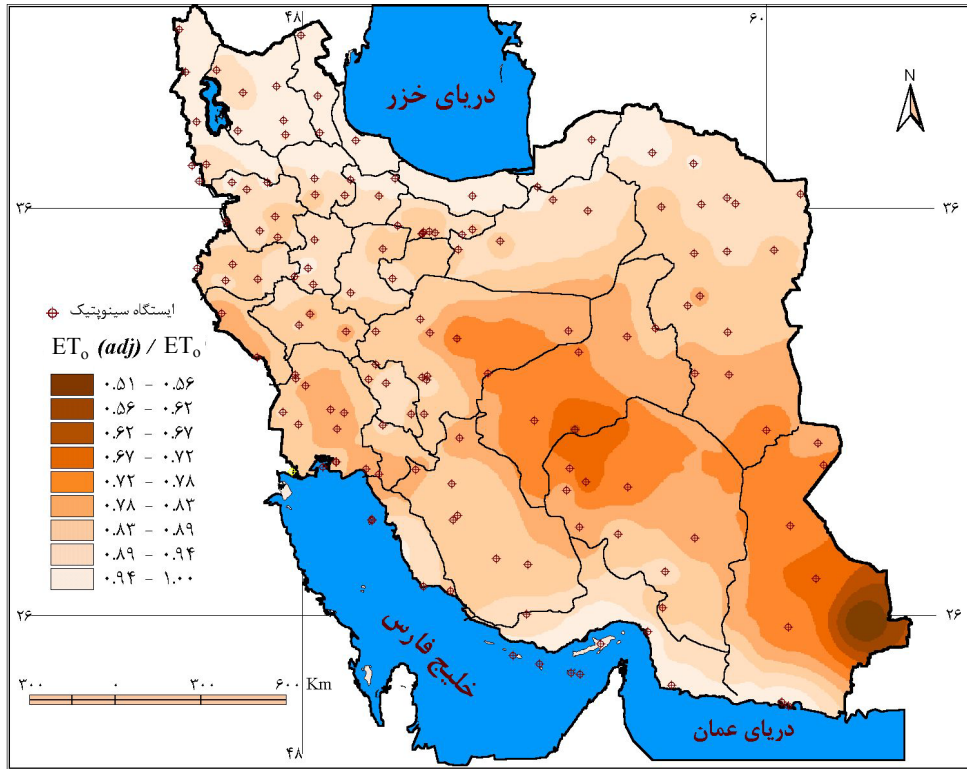 ۴۸
۶۰
دریای خزر
N
۳۶
۳۶
ایستگاه سینوپتیک
ET₀ (adj) / ET₀
۰.۵۱ - ۰.۵۶
۰.۵۶ - ۰.۶۲
۰.۶۲ - ۰.۶۷
۰.۶۷ - ۰.۷۲
۰.۷۲ - ۰.۷۸
۰.۷۸ - ۰.۸۳
۰.۸۳ - ۰.۸۹
۰.۸۹ - ۰.۹۴
۰.۹۴ - ۱.۰۰
۲۶
۲۶
خلیج فارس
۳۰۰ ۰ ۳۰۰ ۶۰۰ Km
دریای عمان
۴۸